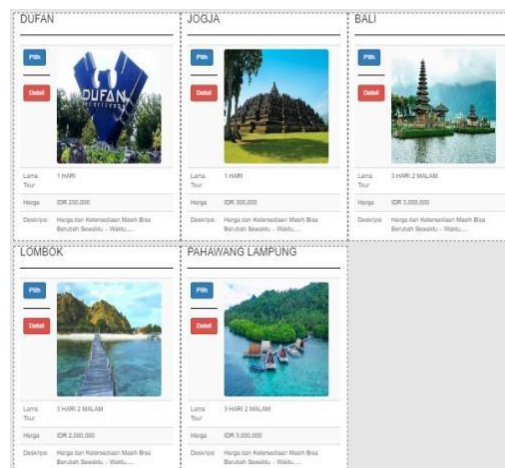 DUFAN
Pilih
Detail
DUFAN
Lama Tour
1 HARI
Harga
IDR 250,000
Deskripsi
Harga dan Ketersediaan Masih Bisa
Berubah Sewaktu - Waktu....
JOGJA
Pilih
Detail
Lama Tour
1 HARI
Harga
IDR 300,000
Deskripsi
Harga dan Ketersediaan Masih Bisa
Berubah Sewaktu - Waktu....
BALI
Pilih
Detail
Lama Tour
3 HARI 2 MALAM
Harga
IDR 3,000,000
Deskripsi
Harga dan Ketersediaan Masih Bisa
Berubah Sewaktu - Waktu....
LOMBOK
Pilih
Detail
Lama Tour
3 HARI 2 MALAM
Harga
IDR 2,000,000
Deskripsi
Harga dan Ketersediaan Masih Bisa
Berubah Sewaktu - Waktu....
PAHAWANG LAMPUNG
Pilih
Detail
Lama Tour
3 HARI 2 MALAM
Harga
IDR 3,000,000
Deskripsi
Harga dan Ketersediaan Masih Bisa
Berubah Sewaktu - Waktu....